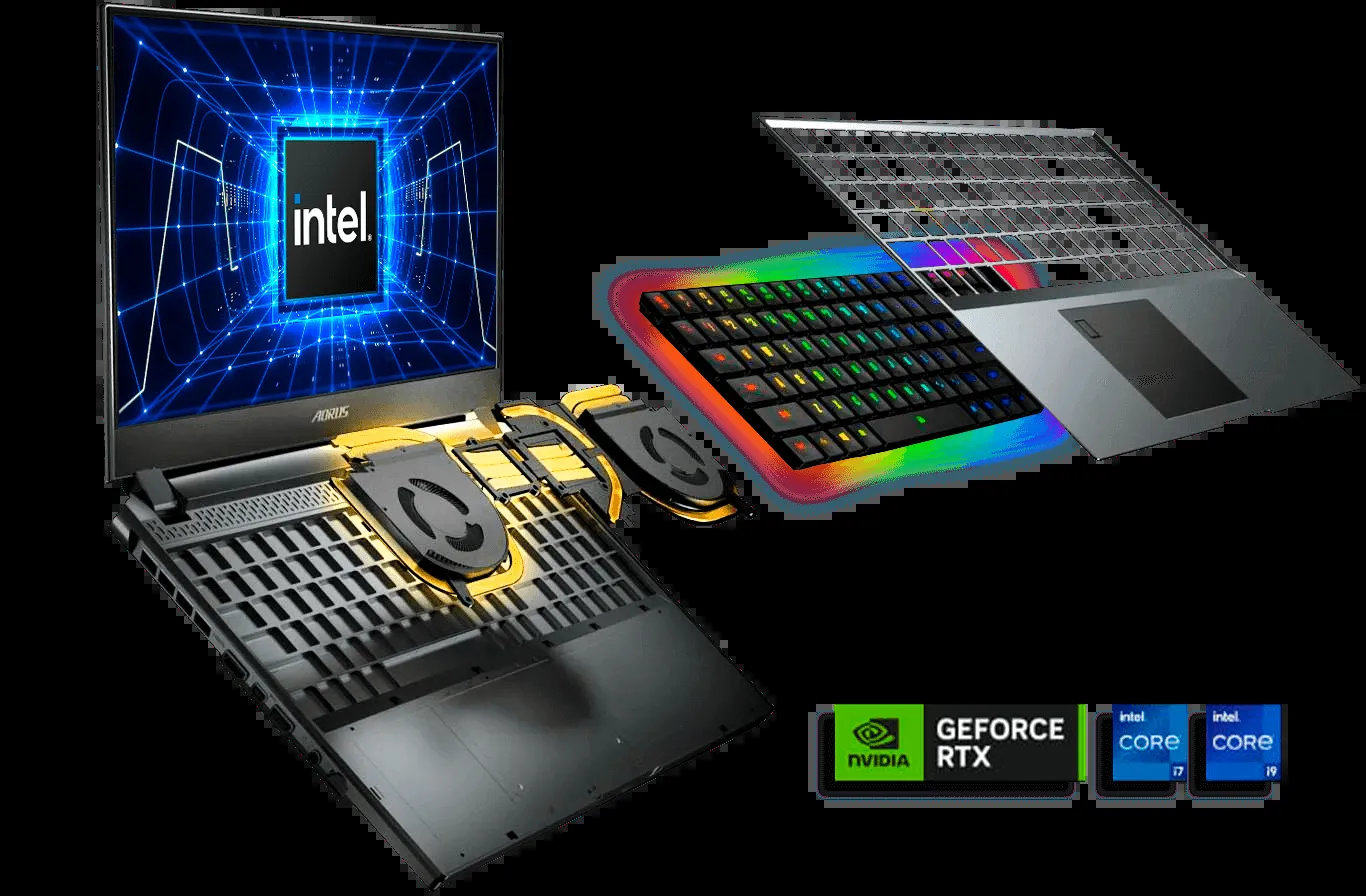 intel.
AORUS
NVIDIA
GEFORCE
RTX
intel.
CORE
i7
intel.
CORE
i9